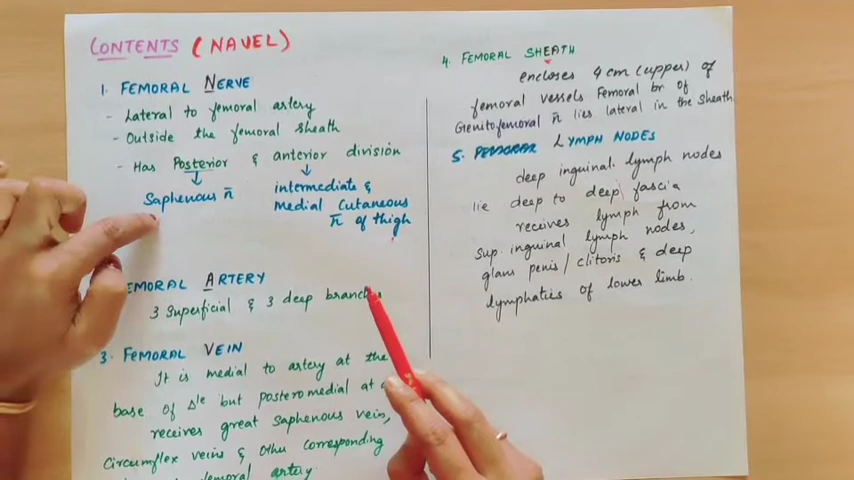 CONTENTS (NAVEL)
1. FEMORAL NERVE
- Lateral to femoral artery
- Outside the femoral sheath
- Has Posterior & anterior division
Saphenous n̄
intermediate &
medial Cutaneous
n̄ of thigh
EMORAL ARTERY
3 Superficial & 3 deep branches
3. FEMORAL VEIN
It is medial to artery at the
base of Δle but posteromedial at
receives great saphenous vein,
Circumflex veins & other corresponding
femoral artery
4. FEMORAL SHEATH
encloses 4 cm (upper) of
femoral vessels Femoral br of
Genitofemoral n̄ lies lateral in the Sheath
5. LYMPH NODES
deep inguinal lymph nodes
lie deep to deep fascia
receives lymph from
Sup. inguinal lymph nodes,
glans penis/clitoris & deep
lymphatics of lower limb.